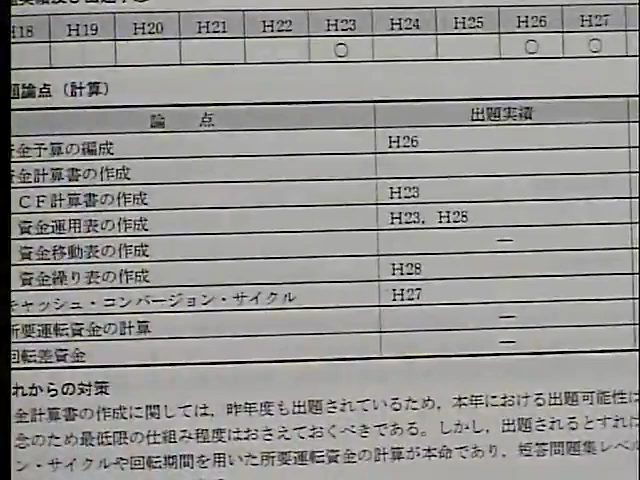 H18 H19 H20 H21 H22 H23 H24 H25 H26 H27
○ ○ ○
論点（計算）
論 点 出題実績
金予算の編成 H26
金計算書の作成
CF計算書の作成 H23
資金運用表の作成 H23, H28
資金移動表の作成 ―
資金繰り表の作成 H28
キャッシュ・コンバージョン・サイクル H27
所要運転資金の計算 ―
回転差資金 ―
れからの対策
金計算書の作成に関しては，昨年度も出題されているため，本年における出題可能性は
念のため最低限の仕組み程度はおさえておくべきである。しかし，出題されるとすれ
ン・サイクルや回転期間を用いた所要運転資金の計算が本命であり，短答問題集レベル